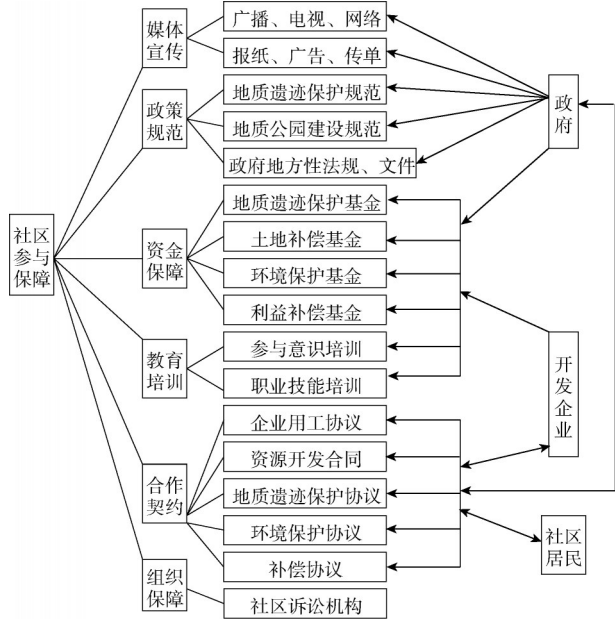 媒体
宣传
广播、电视、网络
报纸、广告、传单
政策
规范
地质遗迹保护规范
地质公园建设规范
政府地方性法规、文件
政
府
社区
参与
保障
资金
保障
地质遗迹保护基金
土地补偿基金
环境保护基金
利益补偿基金
教育
培训
参与意识培训
职业技能培训
开
发
企
业
合作
契约
企业用工协议
资源开发合同
地质遗迹保护协议
环境保护协议
补偿协议
社区
居民
组织
保障
社区诉讼机构